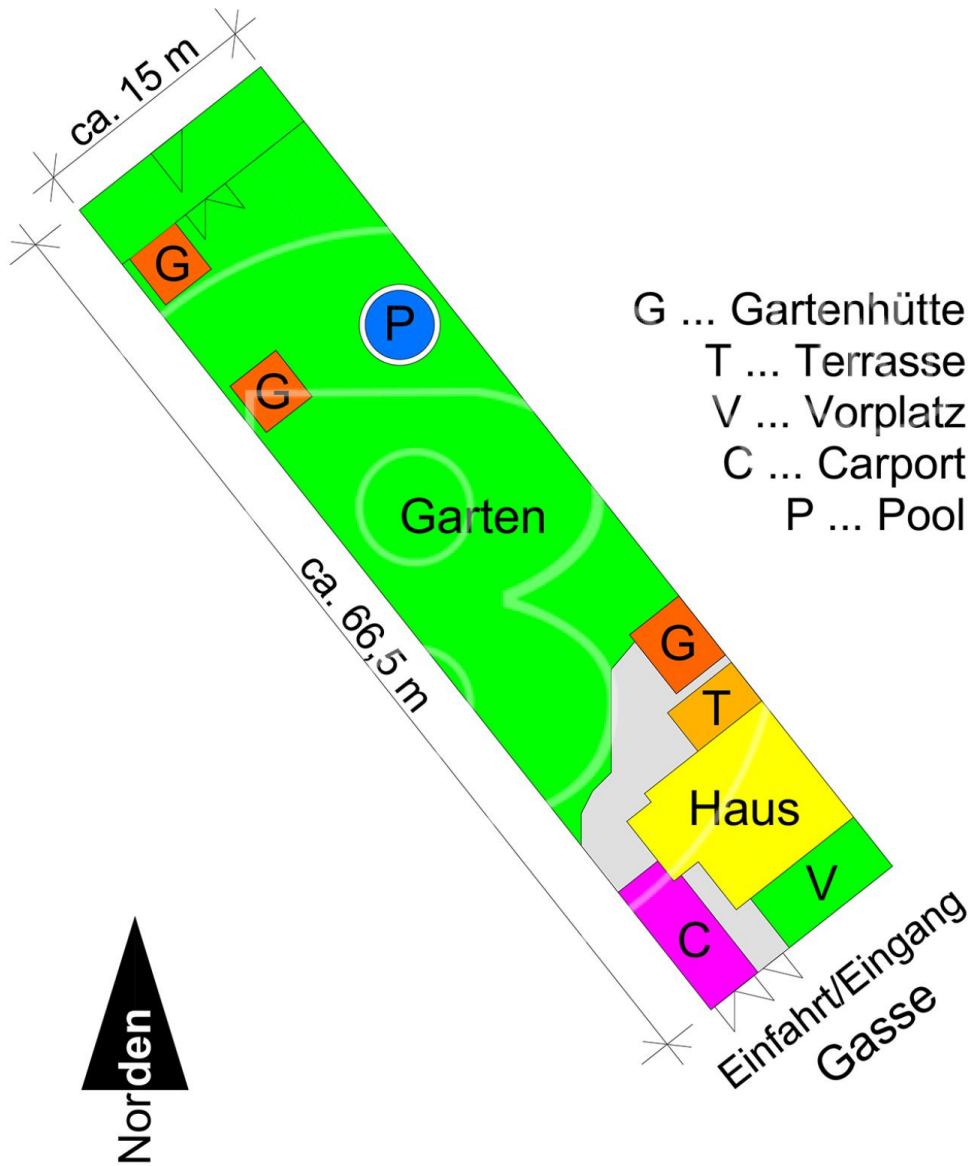 ca. 15 m
G
P
G
G ... Gartenhütte
T ... Terrasse
V ... Vorplatz
C ... Carport
P ... Pool
Garten
ca. 66,5 m
G
T
Haus
V
C
Einfahrt/Eingang
Gasse
Norden